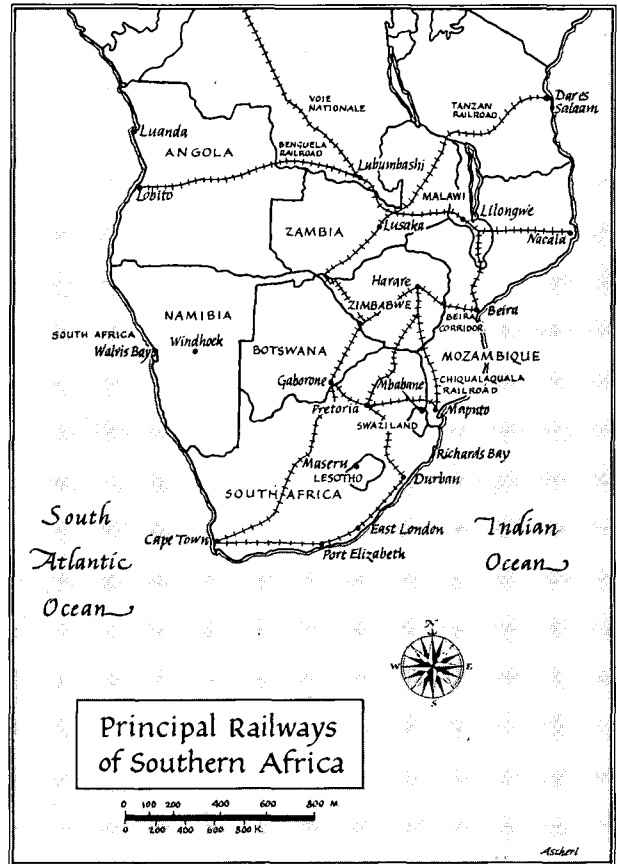 VOIE
NATIONALE
TANZAN
RAILROAD
Dar es
Salaam
Luanda
ANGOLA
BENGUELA
RAILROAD
Lubumbashi
Lobito
MALAWI
Lilongwe
ZAMBIA
Lusaka
Nacala
Harare
ZIMBABWE
Beira
BEIRA
CORRIDOR
NAMIBIA
SOUTH AFRICA
Walvis Bay
Windhoek
BOTSWANA
MOZAMBIQUE
CHIQUALAQUALA
RAILROAD
Gaborone
Mbabane
Pretoria
Maputo
SWAZILAND
Richards Bay
Maseru
LESOTHO
Durban
SOUTH AFRICA
East London
Cape Town
Port Elizabeth
South
Atlantic
Ocean
Indian
Ocean
N
W E
S
Principal Railways
of Southern Africa
0 100 200 400 600 800 M.
0 200 400 600 800 K.
Ascherl